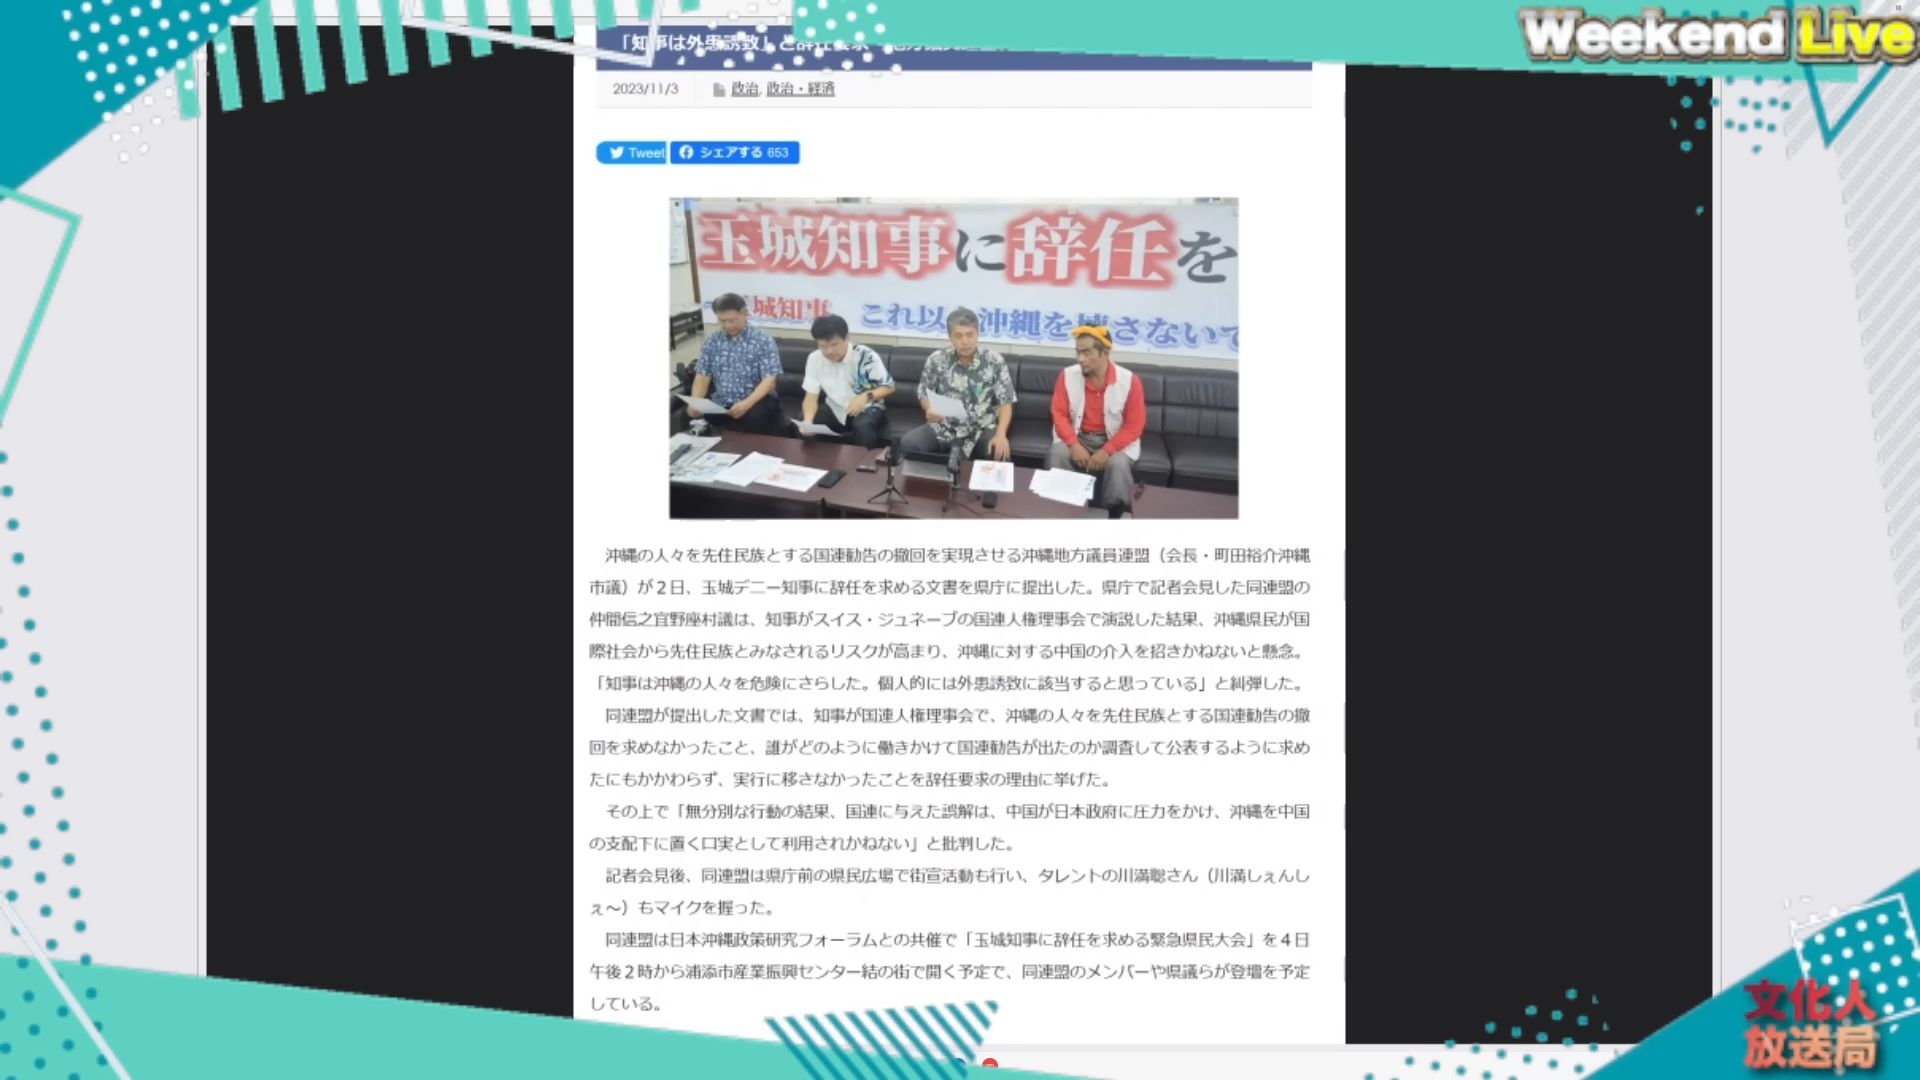 Weekend Live
「知事は外患誘致」と辞任要求
2023/11/3 政治, 政治・経済
Tweet シェアする 653
玉城知事に辞任を
城知事 これ以 沖縄を壊さないで
沖縄の人々を先住民族とする国連勧告の撤回を実現させる沖縄地方議員連盟（会長・町田裕介沖縄
市議）が２日、玉城デニー知事に辞任を求める文書を県庁に提出した。県庁で記者会見した同連盟の
仲間信之宜野座村議は、知事がスイス・ジュネーブの国連人権理事会で演説した結果、沖縄県民が国
際社会から先住民族とみなされるリスクが高まり、沖縄に対する中国の介入を招きかねないと懸念。
「知事は沖縄の人々を危険にさらした。個人的には外患誘致に該当すると思っている」と糾弾した。
同連盟が提出した文書では、知事が国連人権理事会で、沖縄の人々を先住民族とする国連勧告の撤
回を求めなかったこと、誰がどのように働きかけて国連勧告が出たのか調査して公表するように求め
たにもかかわらず、実行に移さなかったことを辞任要求の理由に挙げた。
その上で「無分別な行動の結果、国連に与えた誤解は、中国が日本政府に圧力をかけ、沖縄を中国
の支配下に置く口実として利用されかねない」と批判した。
記者会見後、同連盟は県庁前の県民広場で街宣活動も行い、タレントの川満聡さん（川満しぇんし
ぇ～）もマイクを握った。
同連盟は日本沖縄政策研究フォーラムとの共催で「玉城知事に辞任を求める緊急県民大会」を４日
午後２時から浦添市産業振興センター結の街で開く予定で、同連盟のメンバーや県議らが登壇を予定
している。
文化人
放送局